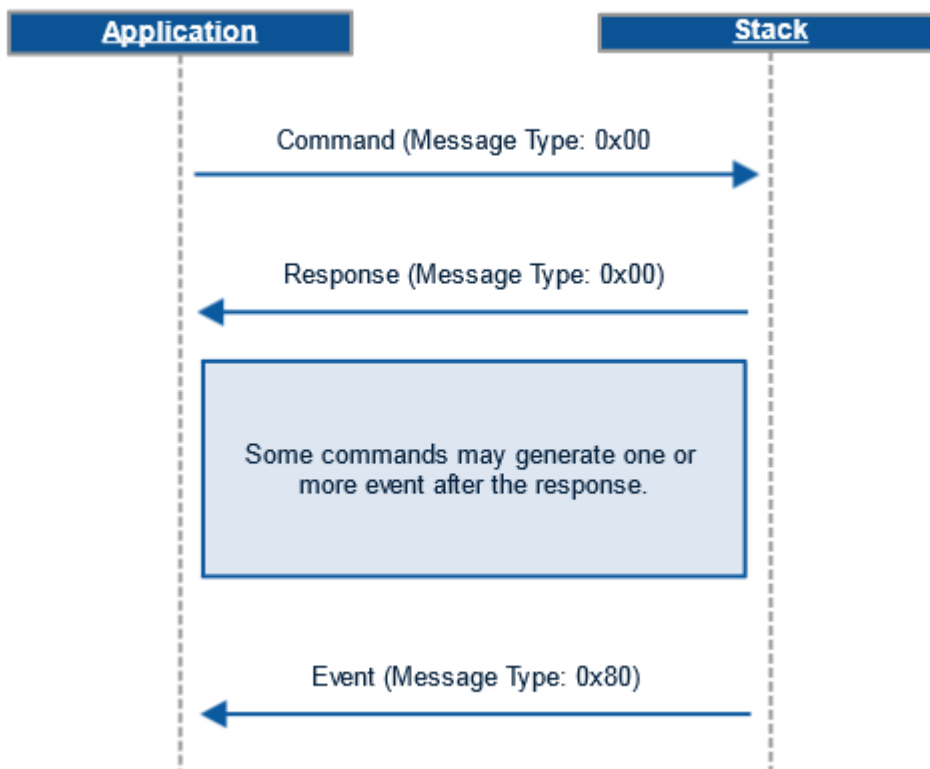 Application
Stack
Command (Message Type: 0x00
Response (Message Type: 0x00)
Some commands may generate one or
more event after the response.
Event (Message Type: 0x80)